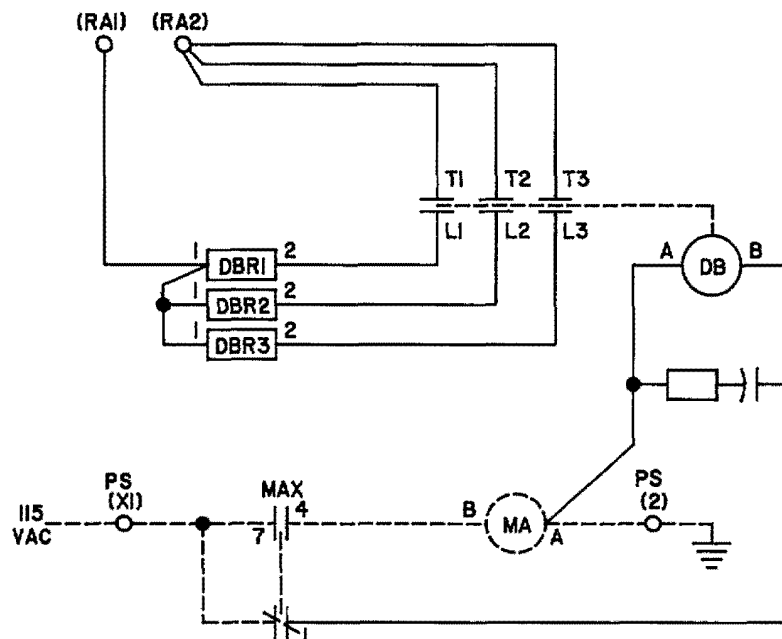 (RA1) (RA2)
T1 T2 T3
L1 L2 L3
A DB B
1 DBR1 2
1 DBR2 2
1 DBR3 2
PS
(X1)
MAX
PS
(2)
115
VAC
7 4
B MA A
1